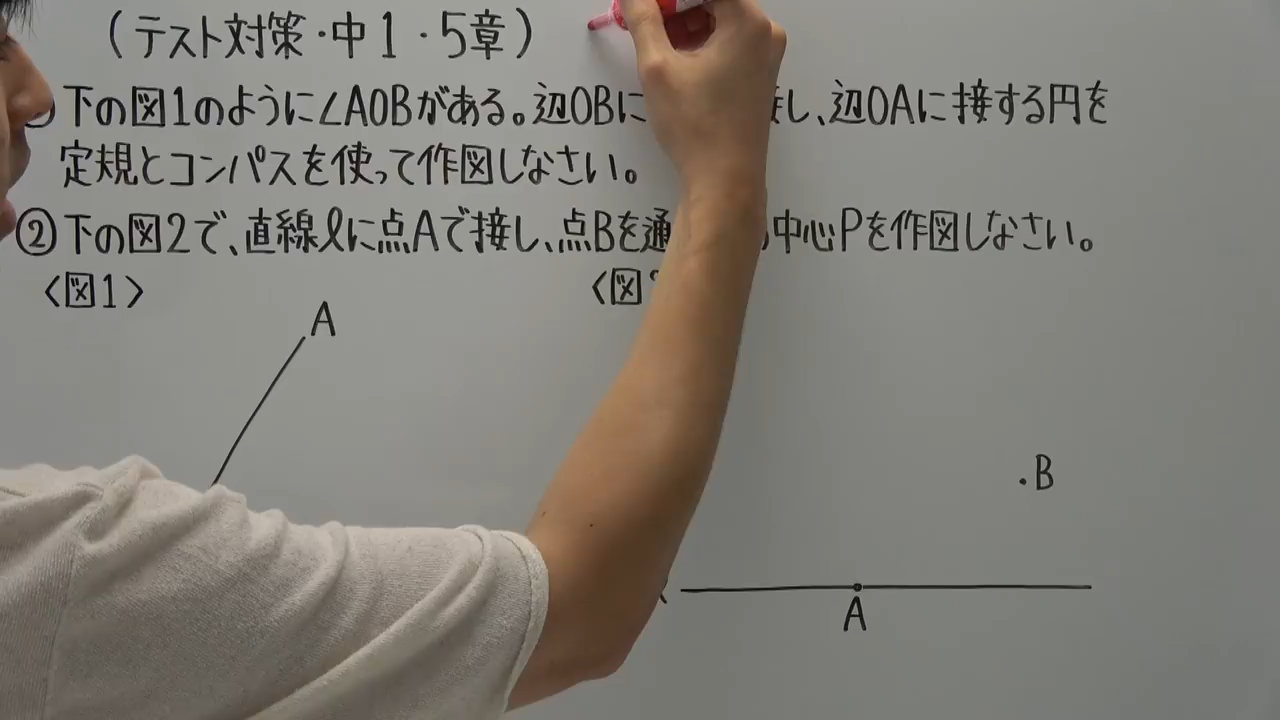 (テスト対策・中1・5章)
下の図1のように∠AOBがある。辺OBに 接し、辺OAに接する円を
定規とコンパスを使って作図しなさい。
②下の図2で、直線ℓに点Aで接し、点Bを通 中心Pを作図しなさい。
〈図1〉
〈図
A
B
A